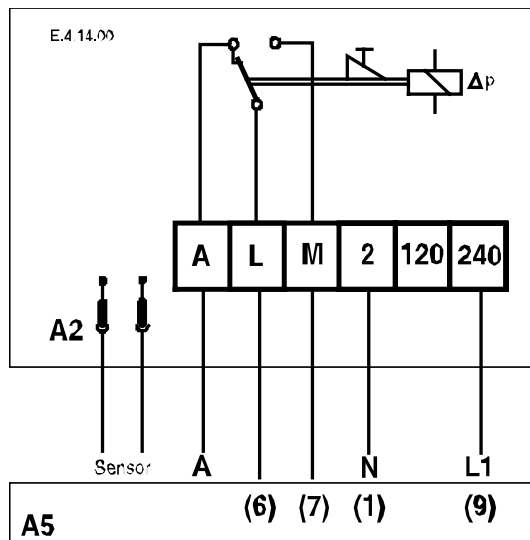 E.4.14.00
Δp
A L M 2 120 240
A2
Sensor A N L1
(6) (7) (1) (9)
A5